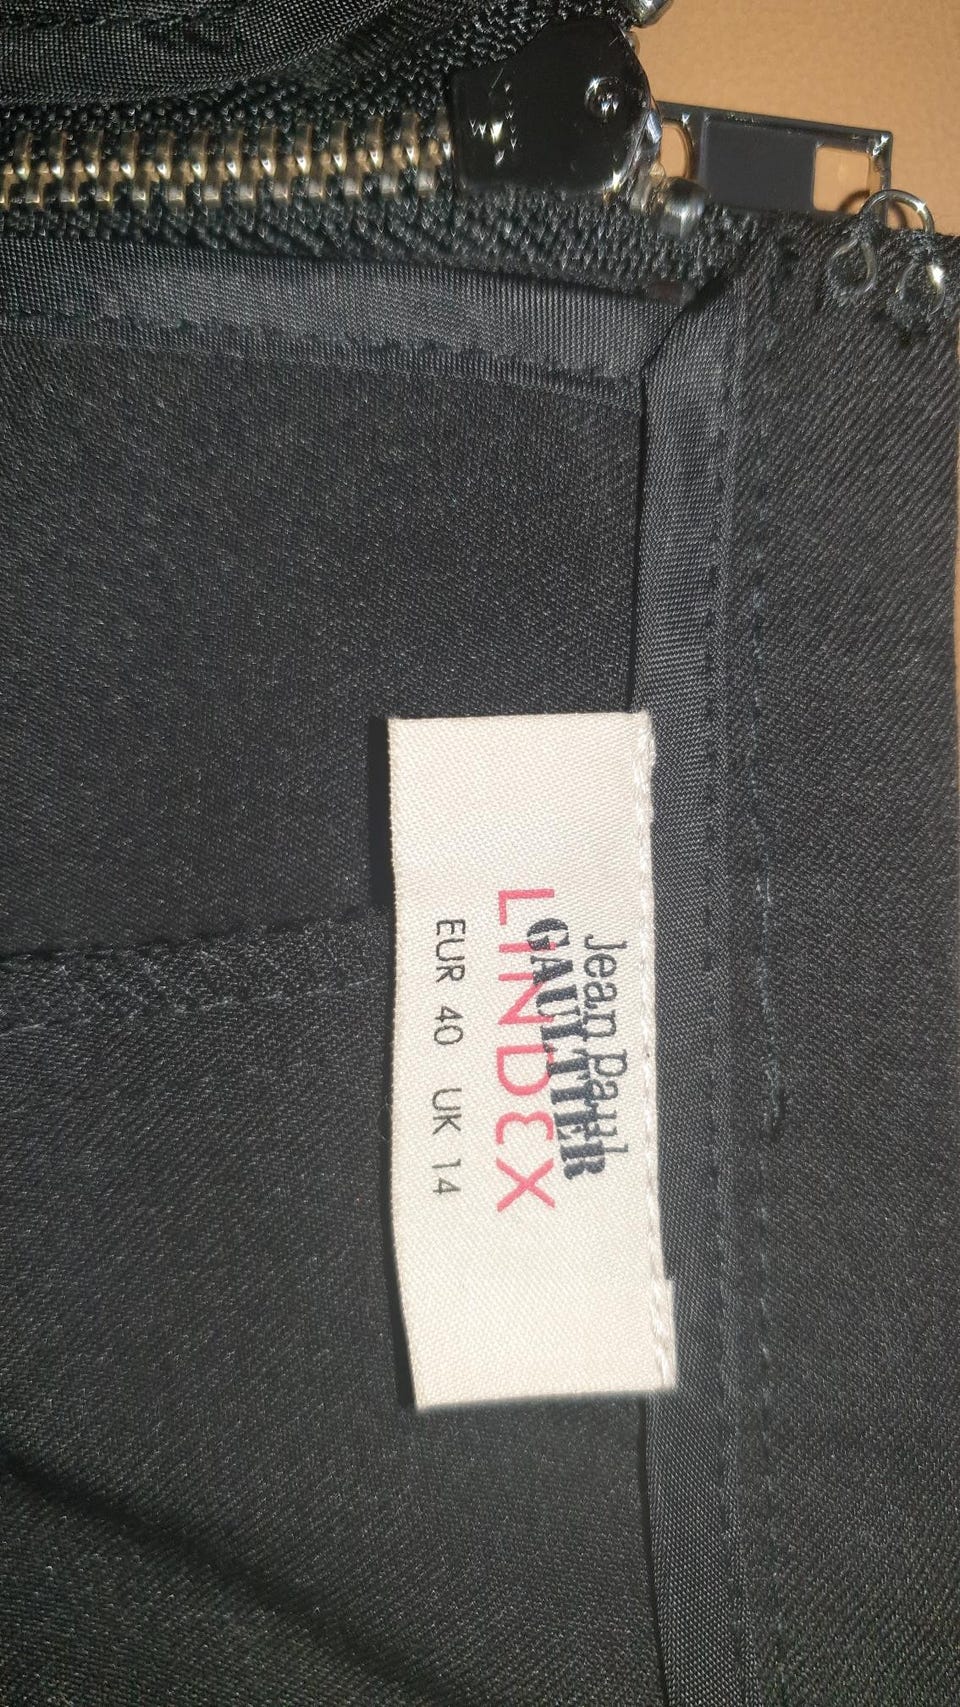 Jean Paul
GAULTIER
LINDEX
EUR 40 UK 14